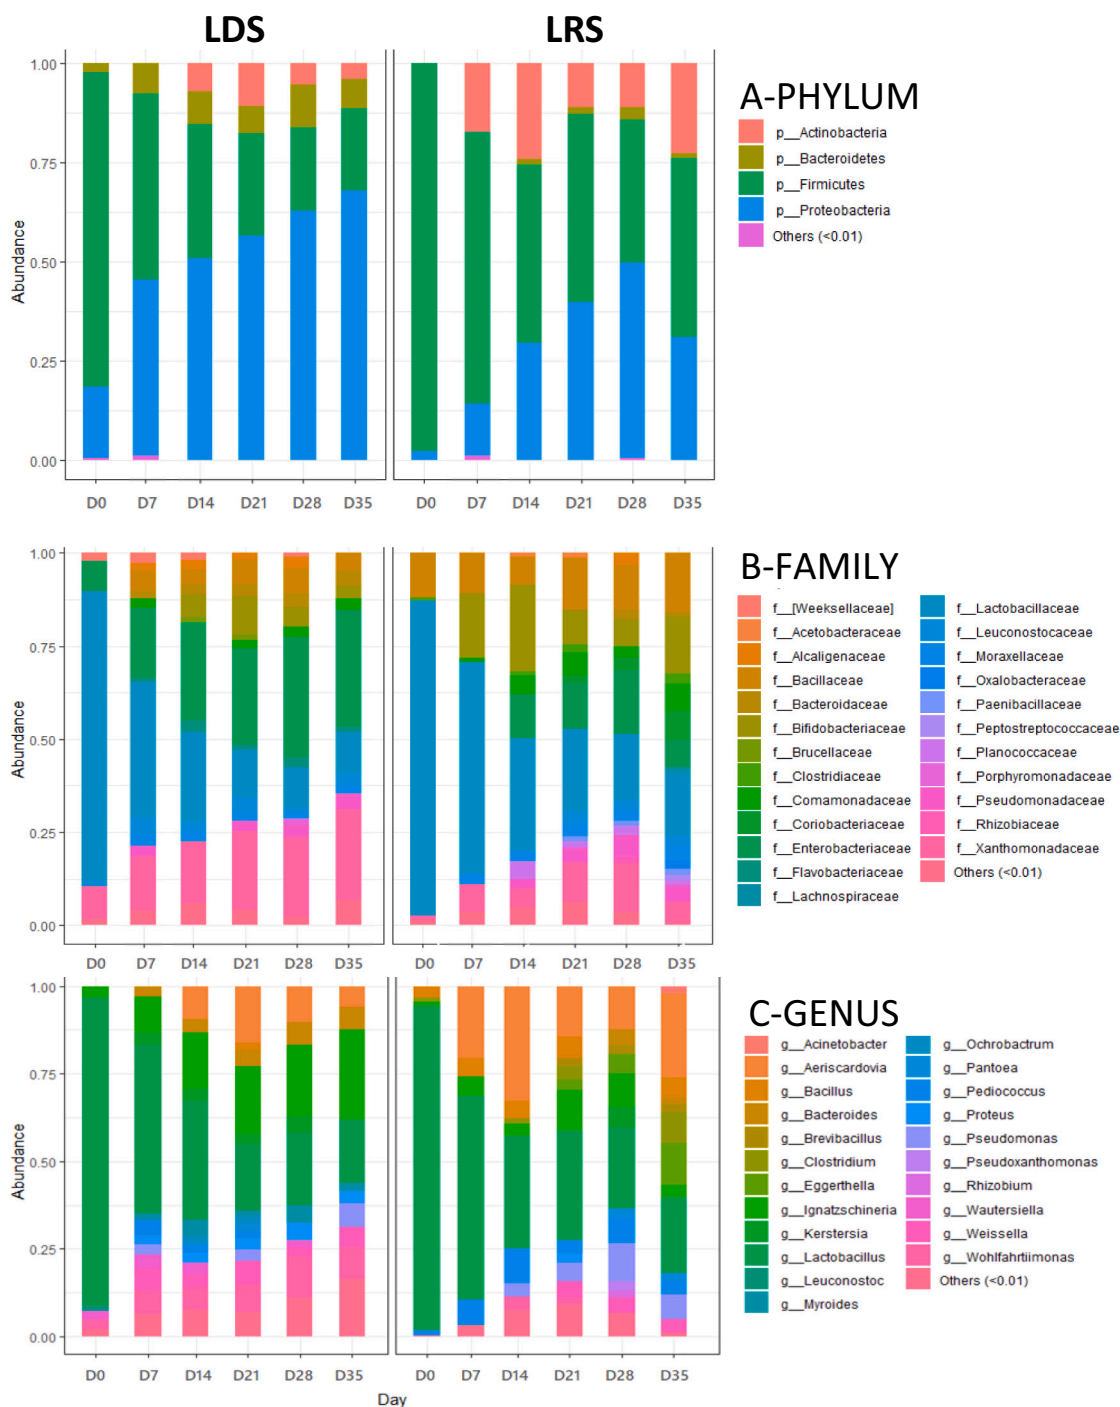 LDS LRS
A-PHYLUM
p__Actinobacteria
p__Bacteroidetes
p__Firmicutes
p__Proteobacteria
Others (<0.01)
Abundance
1.00
0.75
0.50
0.25
0.00
D0 D7 D14 D21 D28 D35 D0 D7 D14 D21 D28 D35
B-FAMILY
f__[Weeksellaceae]
f__Acetobacteraceae
f__Alcaligenaceae
f__Bacillaceae
f__Bacteroidaceae
f__Bifidobacteriaceae
f__Brucellaceae
f__Clostridiaceae
f__Comamonadaceae
f__Coriobacteriaceae
f__Enterobacteriaceae
f__Flavobacteriaceae
f__Lachnospiraceae
f__Lactobacillaceae
f__Leuconostocaceae
f__Moraxellaceae
f__Oxalobacteraceae
f__Paenibacillaceae
f__Peptostreptococcaceae
f__Planococcaceae
f__Porphyromonadaceae
f__Pseudomonadaceae
f__Rhizobiaceae
f__Xanthomonadaceae
Others (<0.01)
Abundance
1.00
0.75
0.50
0.25
0.00
D0 D7 D14 D21 D28 D35 D0 D7 D14 D21 D28 D35
C-GENUS
g__Acinetobacter
g__Aeriscardovia
g__Bacillus
g__Bacteroides
g__Brevibacillus
g__Clostridium
g__Eggerthella
g__Ignatzschineria
g__Kerstersia
g__Lactobacillus
g__Leuconostoc
g__Myroides
g__Ochrobactrum
g__Pantoea
g__Pediococcus
g__Proteus
g__Pseudomonas
g__Pseudoxanthomonas
g__Rhizobium
g__Wautersiella
g__Weissella
g__Wohlfahrtiimonas
Others (<0.01)
Abundance
1.00
0.75
0.50
0.25
0.00
D0 D7 D14 D21 D28 D35 D0 D7 D14 D21 D28 D35
Day